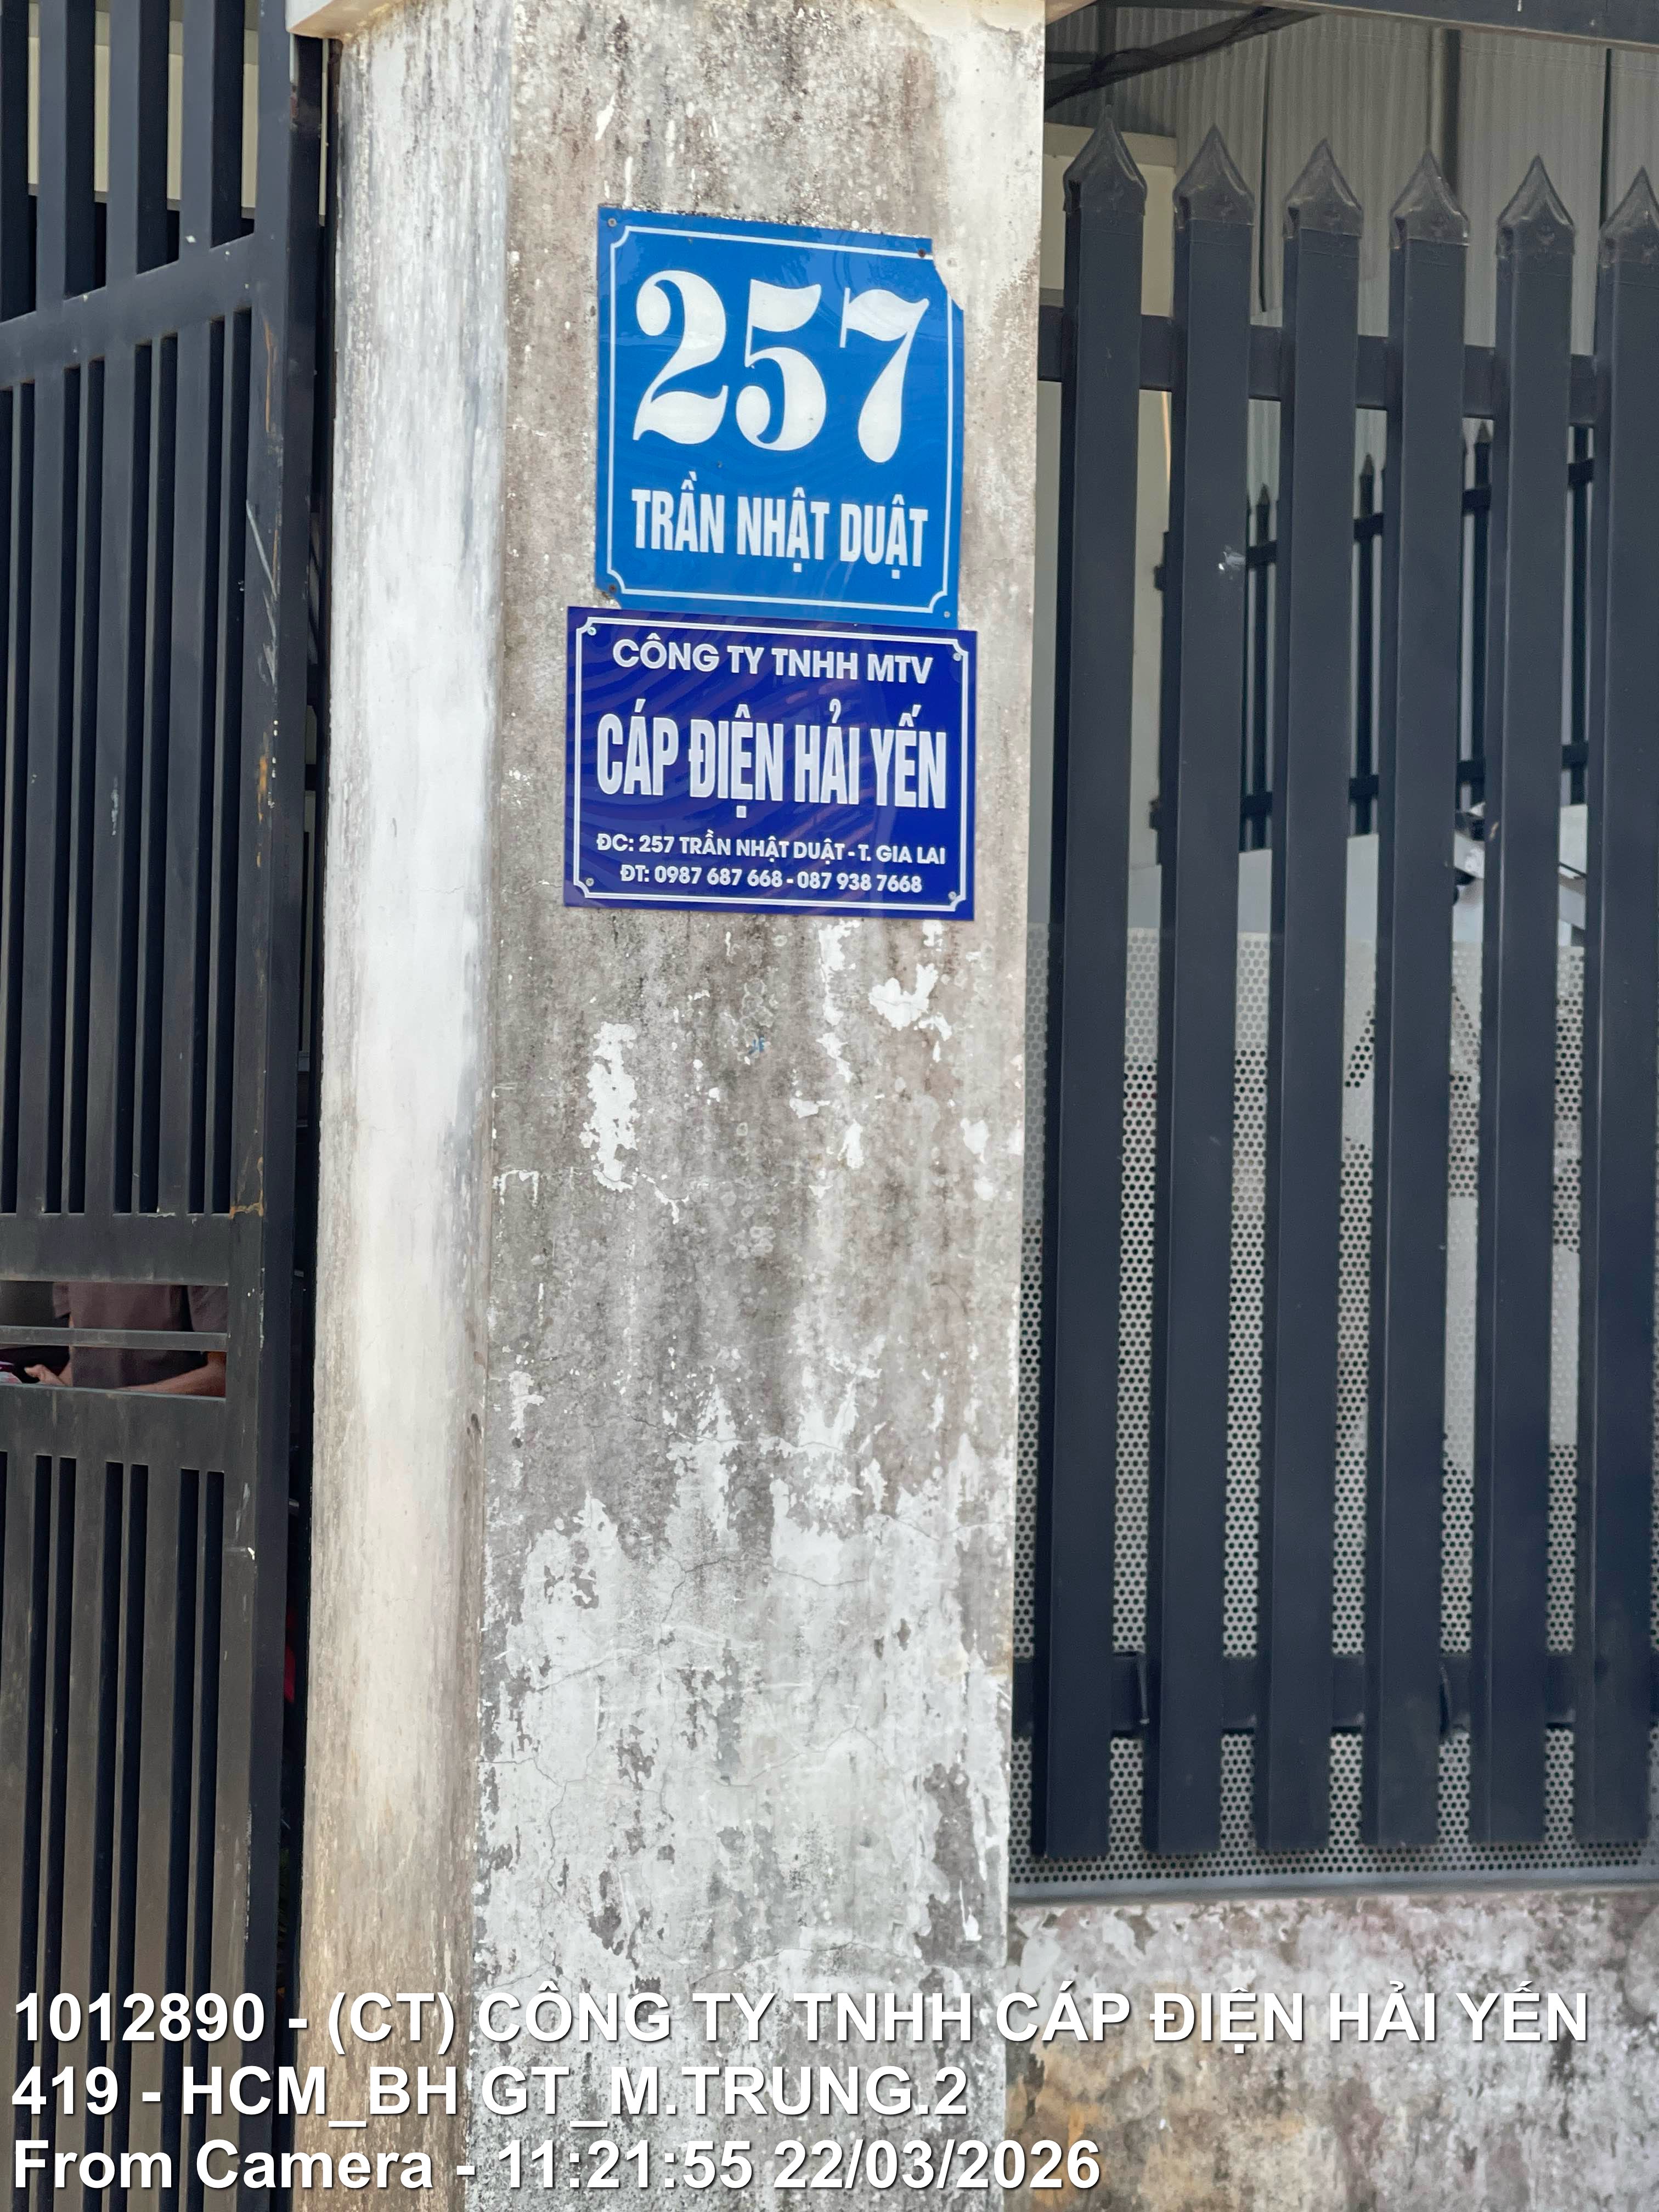 257
TRẦN NHẬT DUẬT
CÔNG TY TNHH MTV
CÁP ĐIỆN HẢI YẾN
ĐC: 257 TRẦN NHẬT DUẬT - T. GIA LAI
ĐT: 0987 687 668 - 087 938 7668
1012890 - (CT) CÔNG TY TNHH CÁP ĐIỆN HẢI YẾN
419 - HCM_BH GT_M.TRUNG.2
From Camera - 11:21:55 22/03/2026